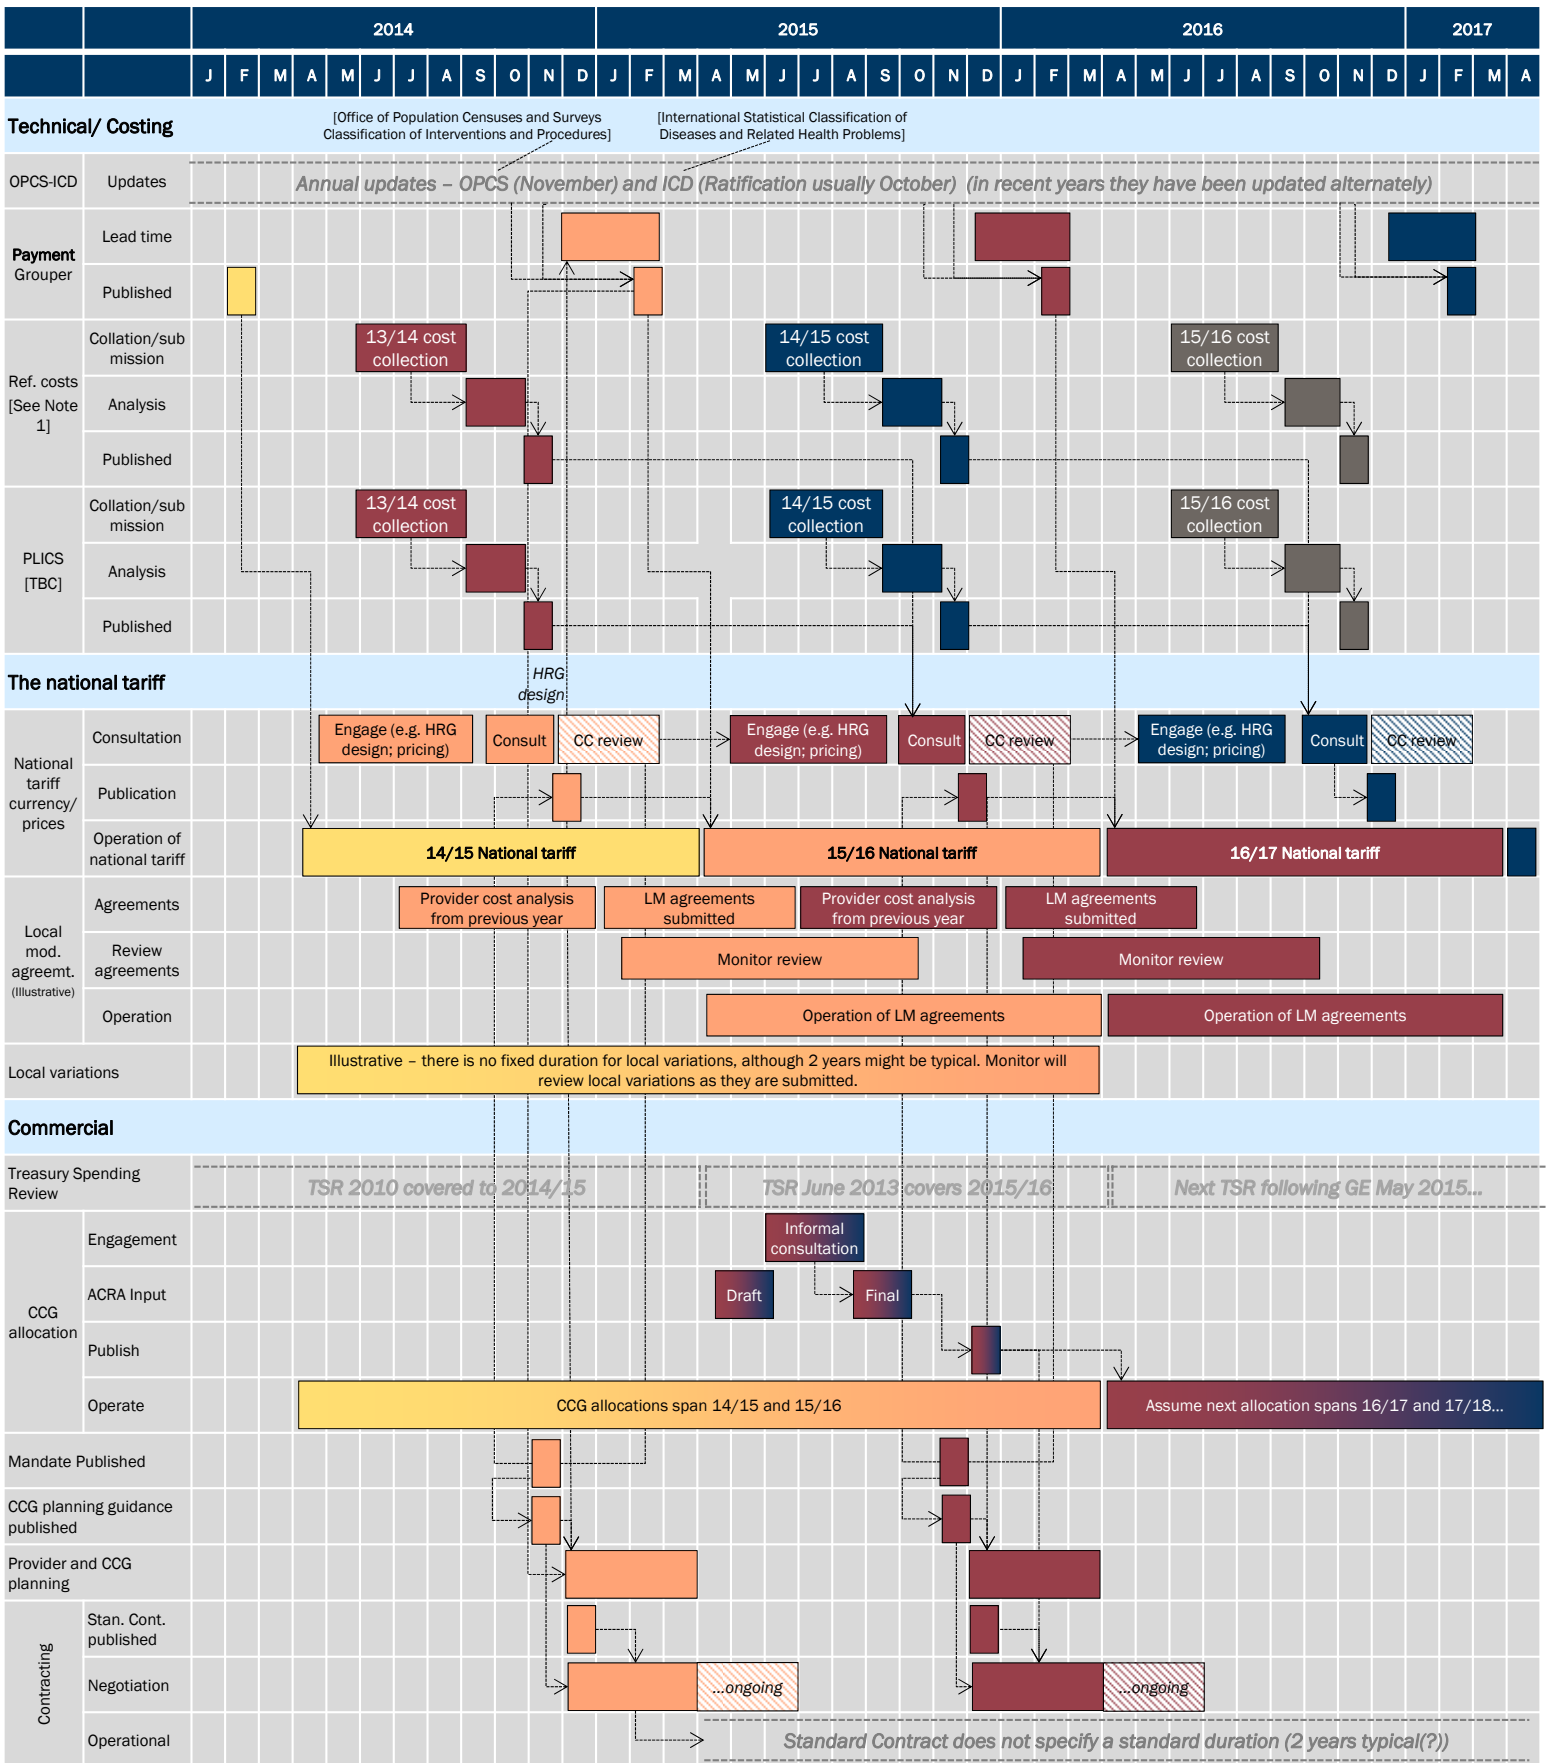 2014 2015 2016 2017
J F M A M J J A S O N D J F M A M J J A S O N D J F M A M J J A S O N D J F M A
Technical/ Costing
[Office of Population Censuses and Surveys
Classification of Interventions and Procedures]
[International Statistical Classification of
Diseases and Related Health Problems]
OPCS-ICD
Updates
Annual updates – OPCS (November) and ICD (Ratification usually October) (in recent years they have been updated alternately)
Payment
Grouper
Lead time
Published
Ref. costs
[See Note
1]
Collation/sub
mission
13/14 cost
collection
14/15 cost
collection
15/16 cost
collection
Analysis
Published
PLICS
[TBC]
Collation/sub
mission
13/14 cost
collection
14/15 cost
collection
15/16 cost
collection
Analysis
Published
The national tariff
HRG
design
National
tariff
currency/
prices
Consultation
Engage (e.g. HRG
design; pricing)
Consult
CC review
Engage (e.g. HRG
design; pricing)
Consult
CC review
Engage (e.g. HRG
design; pricing)
Consult
CC review
Publication
Operation of
national tariff
14/15 National tariff
15/16 National tariff
16/17 National tariff
Local
mod.
agreemt.
(Illustrative)
Agreements
Provider cost analysis
from previous year
LM agreements
submitted
Provider cost analysis
from previous year
LM agreements
submitted
Review
agreements
Monitor review
Monitor review
Operation
Operation of LM agreements
Operation of LM agreements
Local variations
Illustrative – there is no fixed duration for local variations, although 2 years might be typical. Monitor will
review local variations as they are submitted.
Commercial
Treasury Spending
Review
TSR 2010 covered to 2014/15
TSR June 2013 covers 2015/16
Next TSR following GE May 2015...
CCG
allocation
Engagement
Informal
consultation
ACRA Input
Draft
Final
Publish
Operate
CCG allocations span 14/15 and 15/16
Assume next allocation spans 16/17 and 17/18...
Mandate Published
CCG planning guidance
published
Provider and CCG
planning
Contracting
Stan. Cont.
published
Negotiation
...ongoing
...ongoing
Operational
Standard Contract does not specify a standard duration (2 years typical(?))